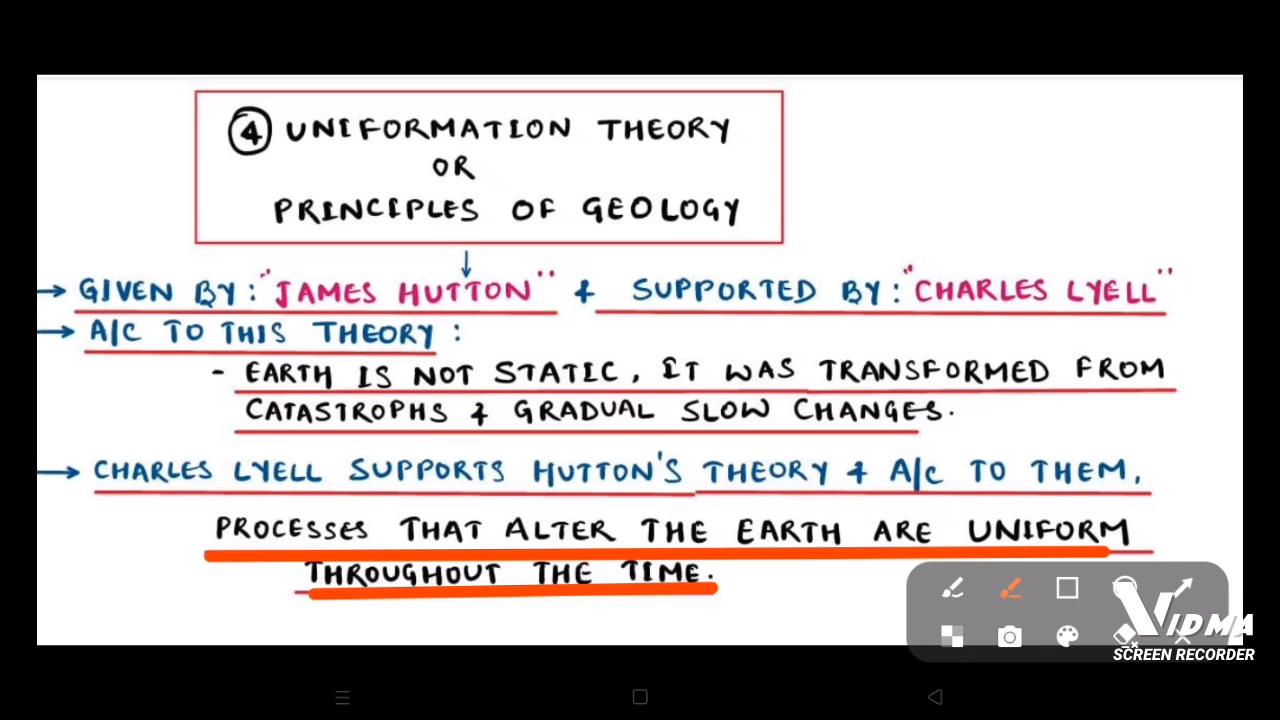 ④ UNIFORMATION THEORY
OR
PRINCIPLES OF GEOLOGY
→ GIVEN BY: "JAMES HUTTON" & SUPPORTED BY: "CHARLES LYELL"
→ A/C TO THIS THEORY:
- EARTH IS NOT STATIC, IT WAS TRANSFORMED FROM
CATASTROPHS & GRADUAL SLOW CHANGES.
→ CHARLES LYELL SUPPORTS HUTTON'S THEORY & A/C TO THEM,
PROCESSES THAT ALTER THE EARTH ARE UNIFORM
THROUGHOUT THE TIME.
VIDMA
SCREEN RECORDER